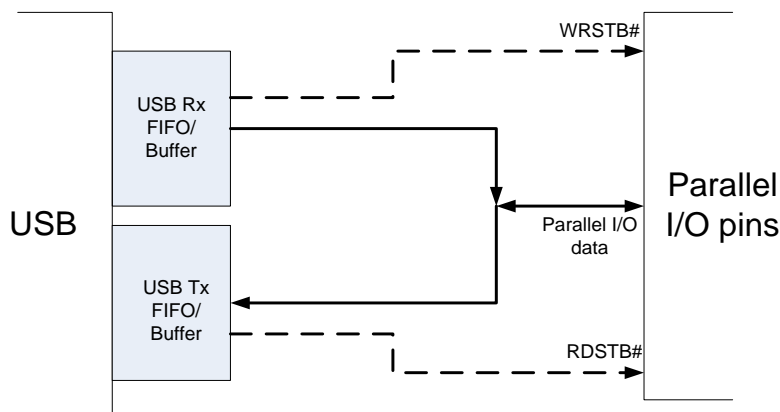 WRSTB#
USB Rx
FIFO/
Buffer
USB
Parallel
I/O pins
Parallel I/O
data
USB Tx
FIFO/
Buffer
RDSTB#